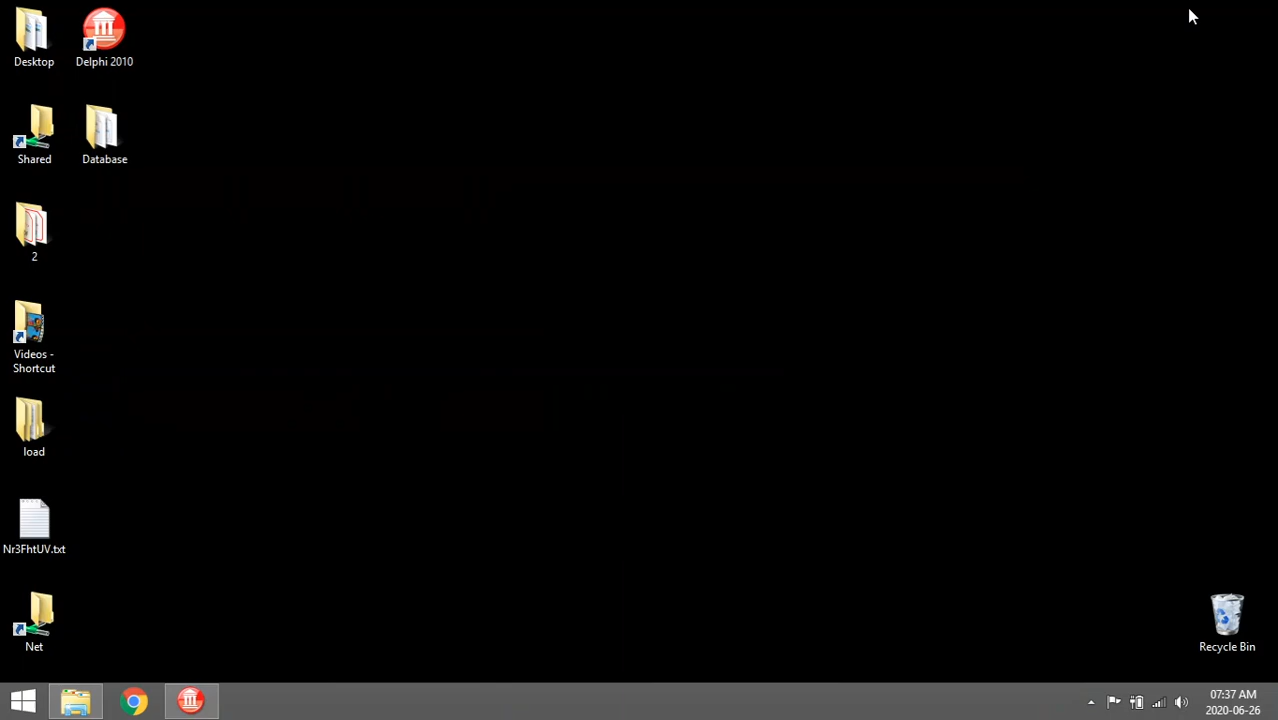 Desktop
Delphi 2010
Shared
Database
2
Videos -
Shortcut
load
Nr3FhtUV.txt
Net
Recycle Bin
07:37 AM
2020-06-26